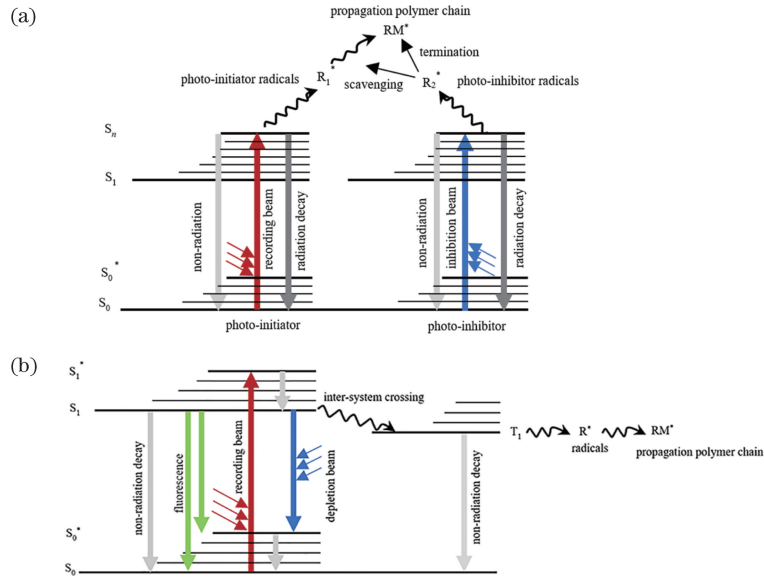 (a)
propagation polymer chain
RM*
termination
photo-initiator radicals
R₁*
scavenging
R₂*
photo-inhibitor radicals
Sₙ
S₁
S₀*
S₀
non-radiation
recording beam
radiation decay
non-radiation
inhibition beam
radiation decay
photo-initiator
photo-inhibitor
(b)
S₁*
S₁
inter-system crossing
T₁
R*
radicals
RM*
propagation polymer chain
non-radiation decay
fluorescence
recording beam
depletion beam
non-radiation decay
S₀*
S₀